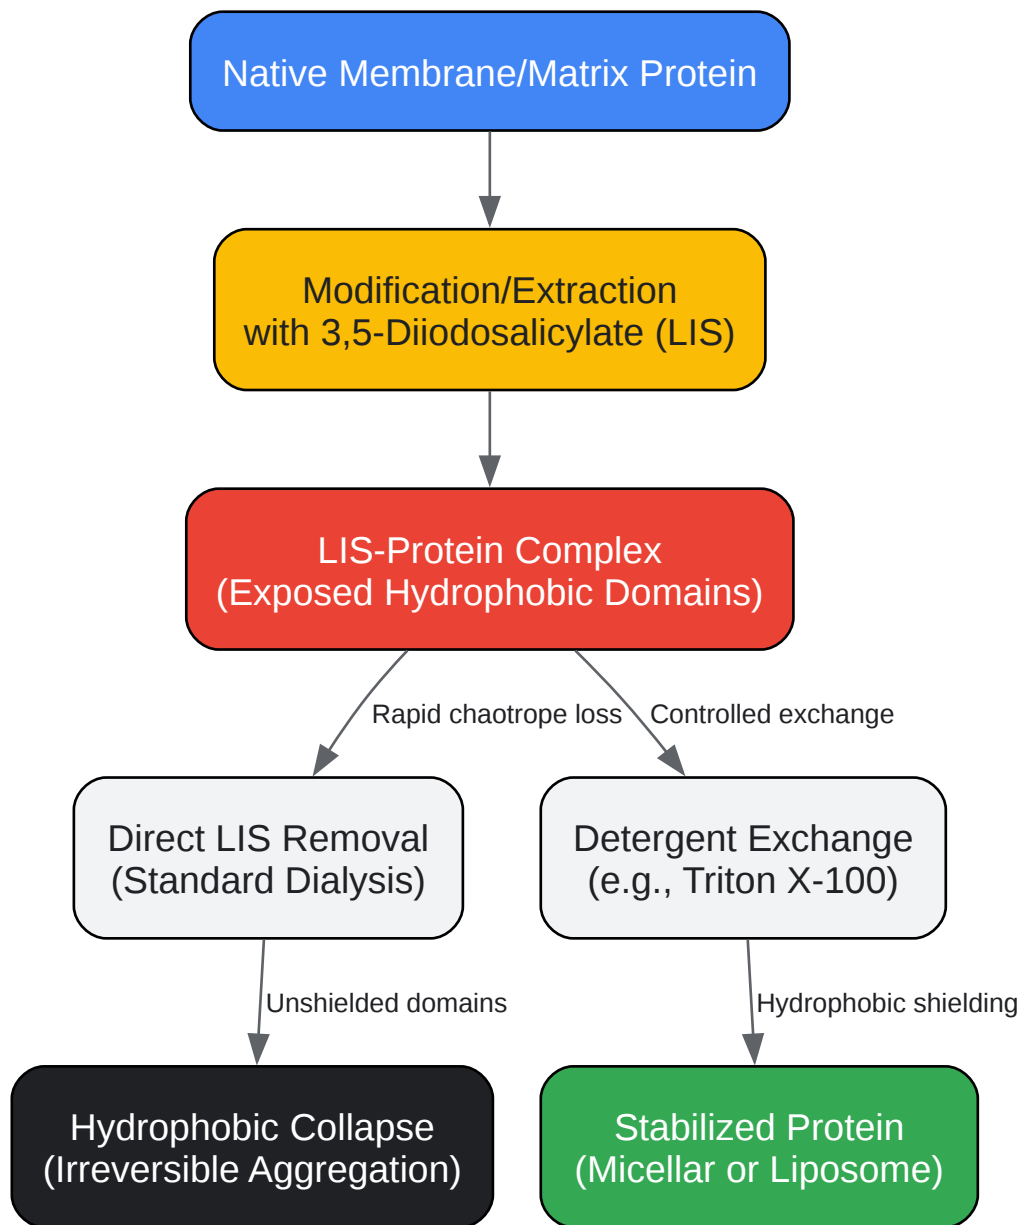 Native Membrane/Matrix Protein
Modification/Extraction
with 3,5-Diiodosalicylate (LIS)
LIS-Protein Complex
(Exposed Hydrophobic Domains)
Rapid chaotrope loss
Controlled exchange
Direct LIS Removal
(Standard Dialysis)
Detergent Exchange
(e.g., Triton X-100)
Unshielded domains
Hydrophobic shielding
Hydrophobic Collapse
(Irreversible Aggregation)
Stabilized Protein
(Micellar or Liposome)